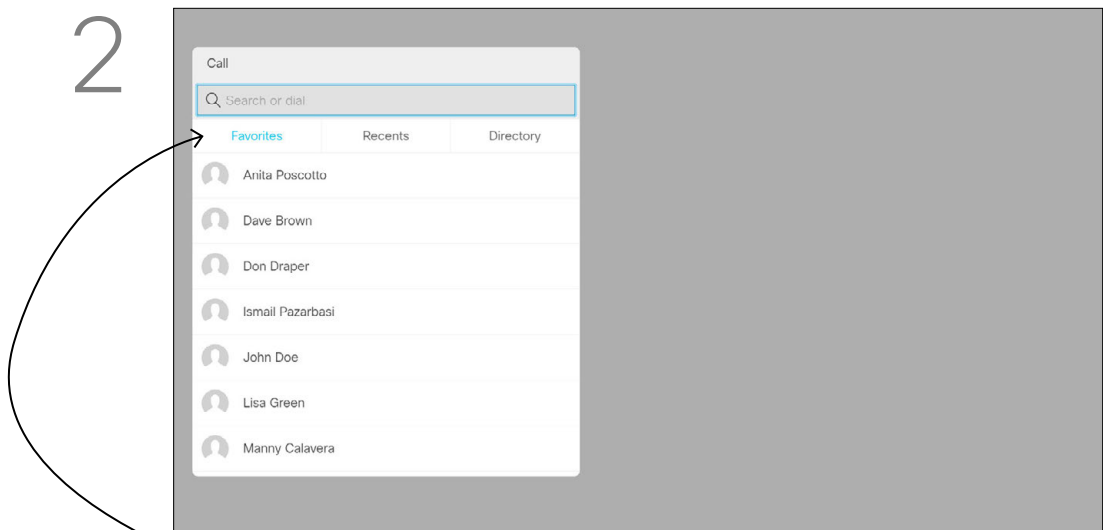 2
Call
Search or dial
Favorites Recents Directory
Anita Poscotto
Dave Brown
Don Draper
Ismail Pazarbasi
John Doe
Lisa Green
Manny Calavera